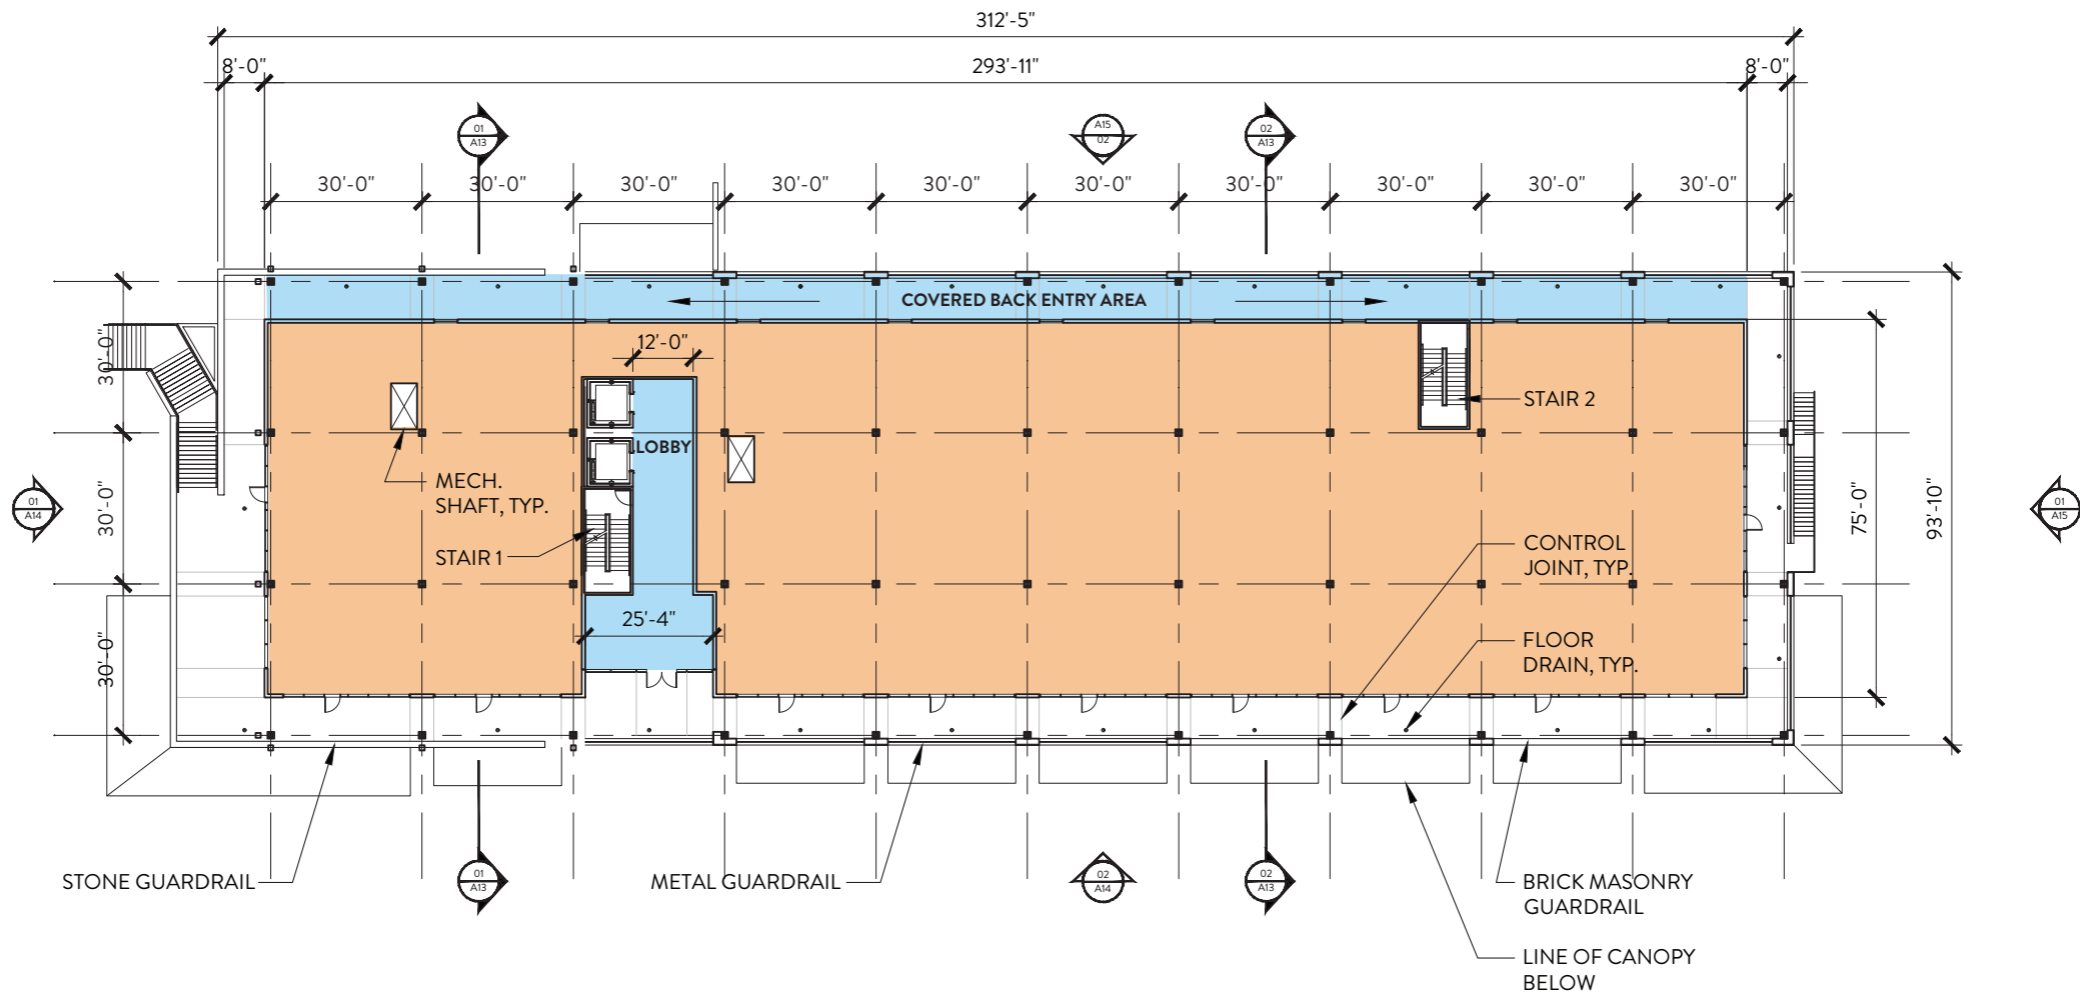 312'-5"
8'-0"
293'-11"
8'-0"
01
A13
A15
02
02
A13
30'-0"
30'-0"
30'-0"
30'-0"
30'-0"
30'-0"
30'-0"
30'-0"
30'-0"
30'-0"
COVERED BACK ENTRY AREA
30'-0"
12'-0"
STAIR 2
LOBBY
MECH.
SHAFT, TYP.
01
A14
30'-0"
75'-0"
93'-10"
01
A15
STAIR 1
CONTROL
JOINT, TYP.
25'-4"
30'-0"
FLOOR
DRAIN, TYP.
STONE GUARDRAIL
01
A13
METAL GUARDRAIL
02
A14
02
A13
BRICK MASONRY
GUARDRAIL
LINE OF CANOPY
BELOW